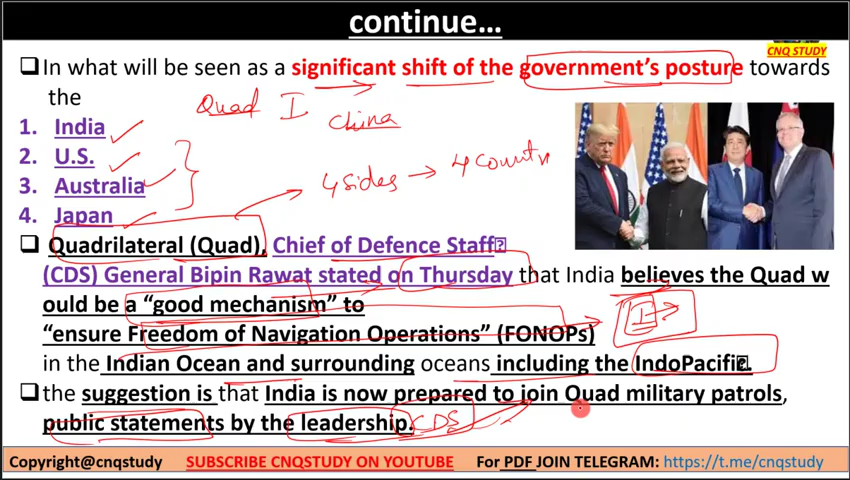 continue...
CNQ STUDY
❑In what will be seen as a significant shift of the government's posture towards
the
Quad I
China
1. India
2. U.S.
3. Australia
4 sides → 4 Countr
4. Japan
❑ Quadrilateral (Quad), Chief of Defence Staff
(CDS) General Bipin Rawat stated on Thursday that India believes the Quad w
ould be a "good mechanism" to
I →
"ensure Freedom of Navigation Operations" (FONOPs)
in the Indian Ocean and surrounding oceans including the IndoPacific.
❑the suggestion is that India is now prepared to join Quad military patrols,
public statements by the leadership. CDS
Copyright@cnqstudy SUBSCRIBE CNQSTUDY ON YOUTUBE For PDF JOIN TELEGRAM: https://t.me/cnqstudy